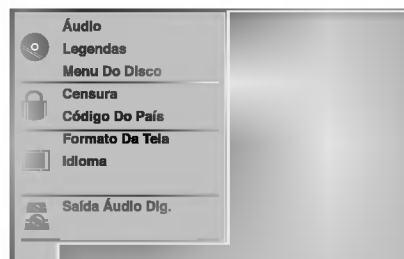 Áudio
Legendas
Menu Do Disco
Censura
Código Do País
Formato Da Tela
Idioma
Saída Áudio Dig.